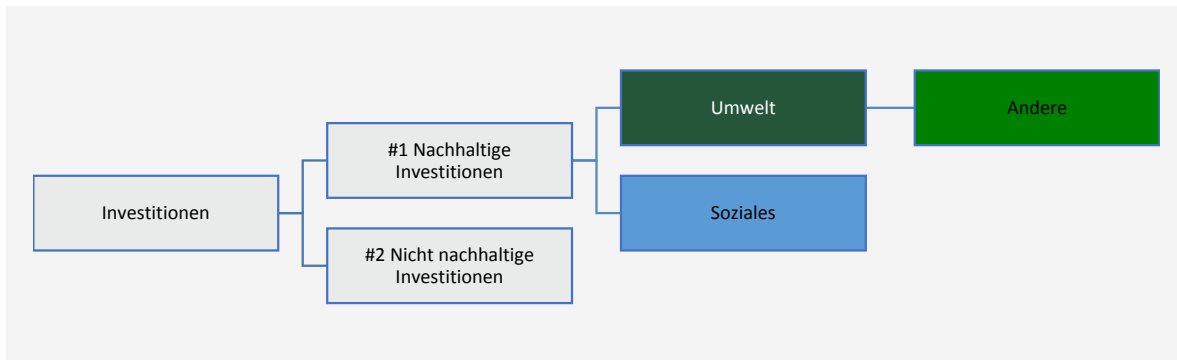 Umwelt
Andere
#1 Nachhaltige
Investitionen
Investitionen
Soziales
#2 Nicht nachhaltige
Investitionen